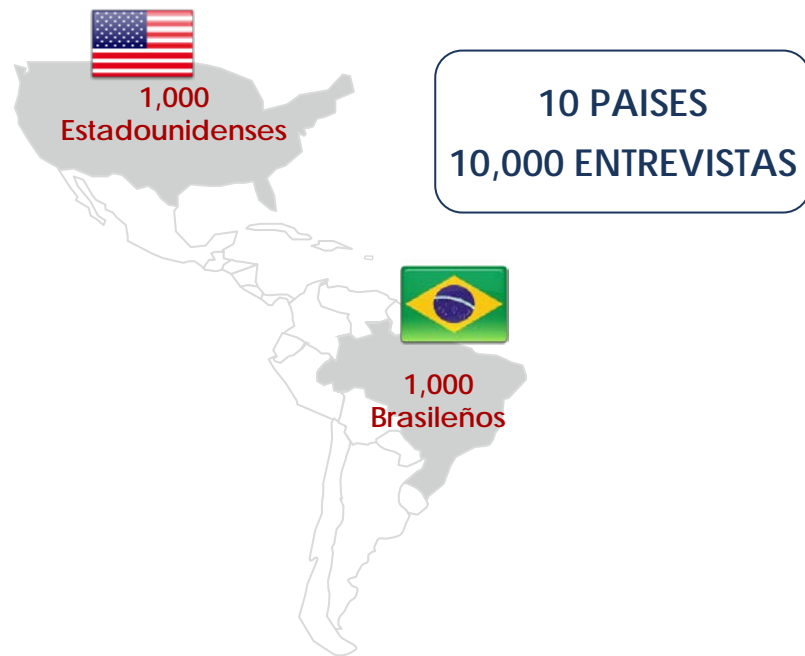 1,000
Estadounidenses
10 PAISES
10,000 ENTREVISTAS
1,000
Brasileños